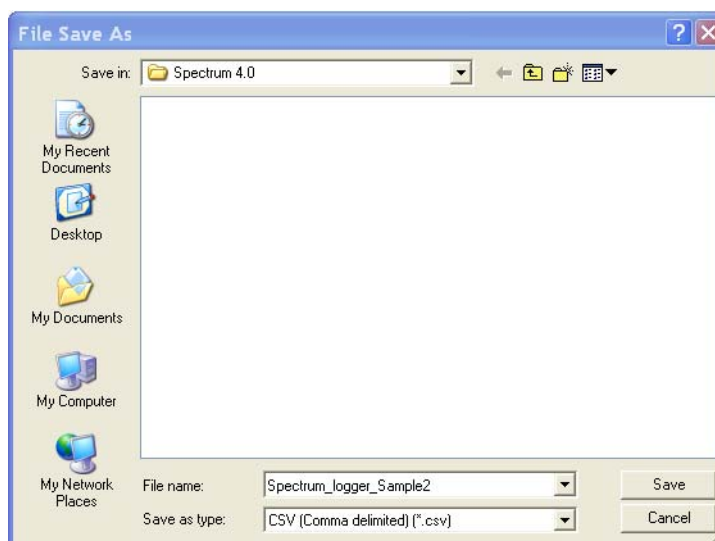 File Save As
Save in: Spectrum 4.0
My Recent
Documents
Desktop
My Documents
My Computer
My Network
Places
File name: Spectrum_logger_Sample2 Save
Save as type: CSV (Comma delimited) (*.csv) Cancel